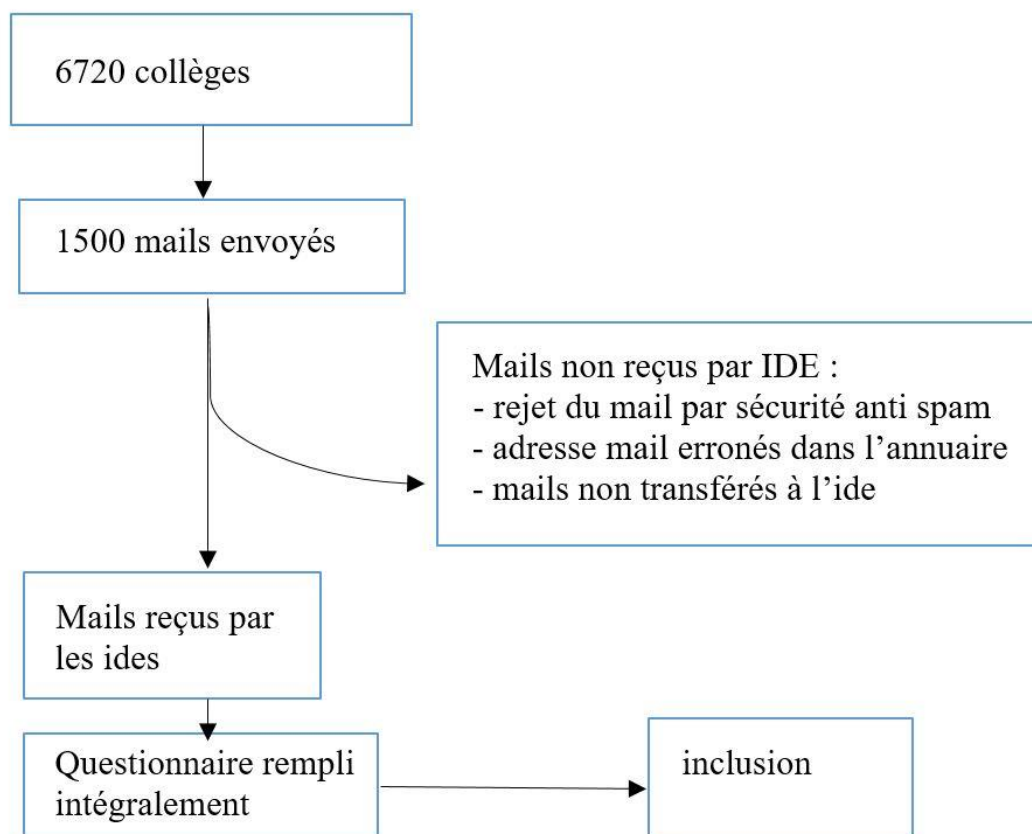 6720 collèges
1500 mails envoyés
Mails non reçus par IDE :
- rejet du mail par sécurité anti spam
- adresse mail erronés dans l’annuaire
- mails non transférés à l’ide
Mails reçus par
les ides
Questionnaire rempli
intégralement
inclusion